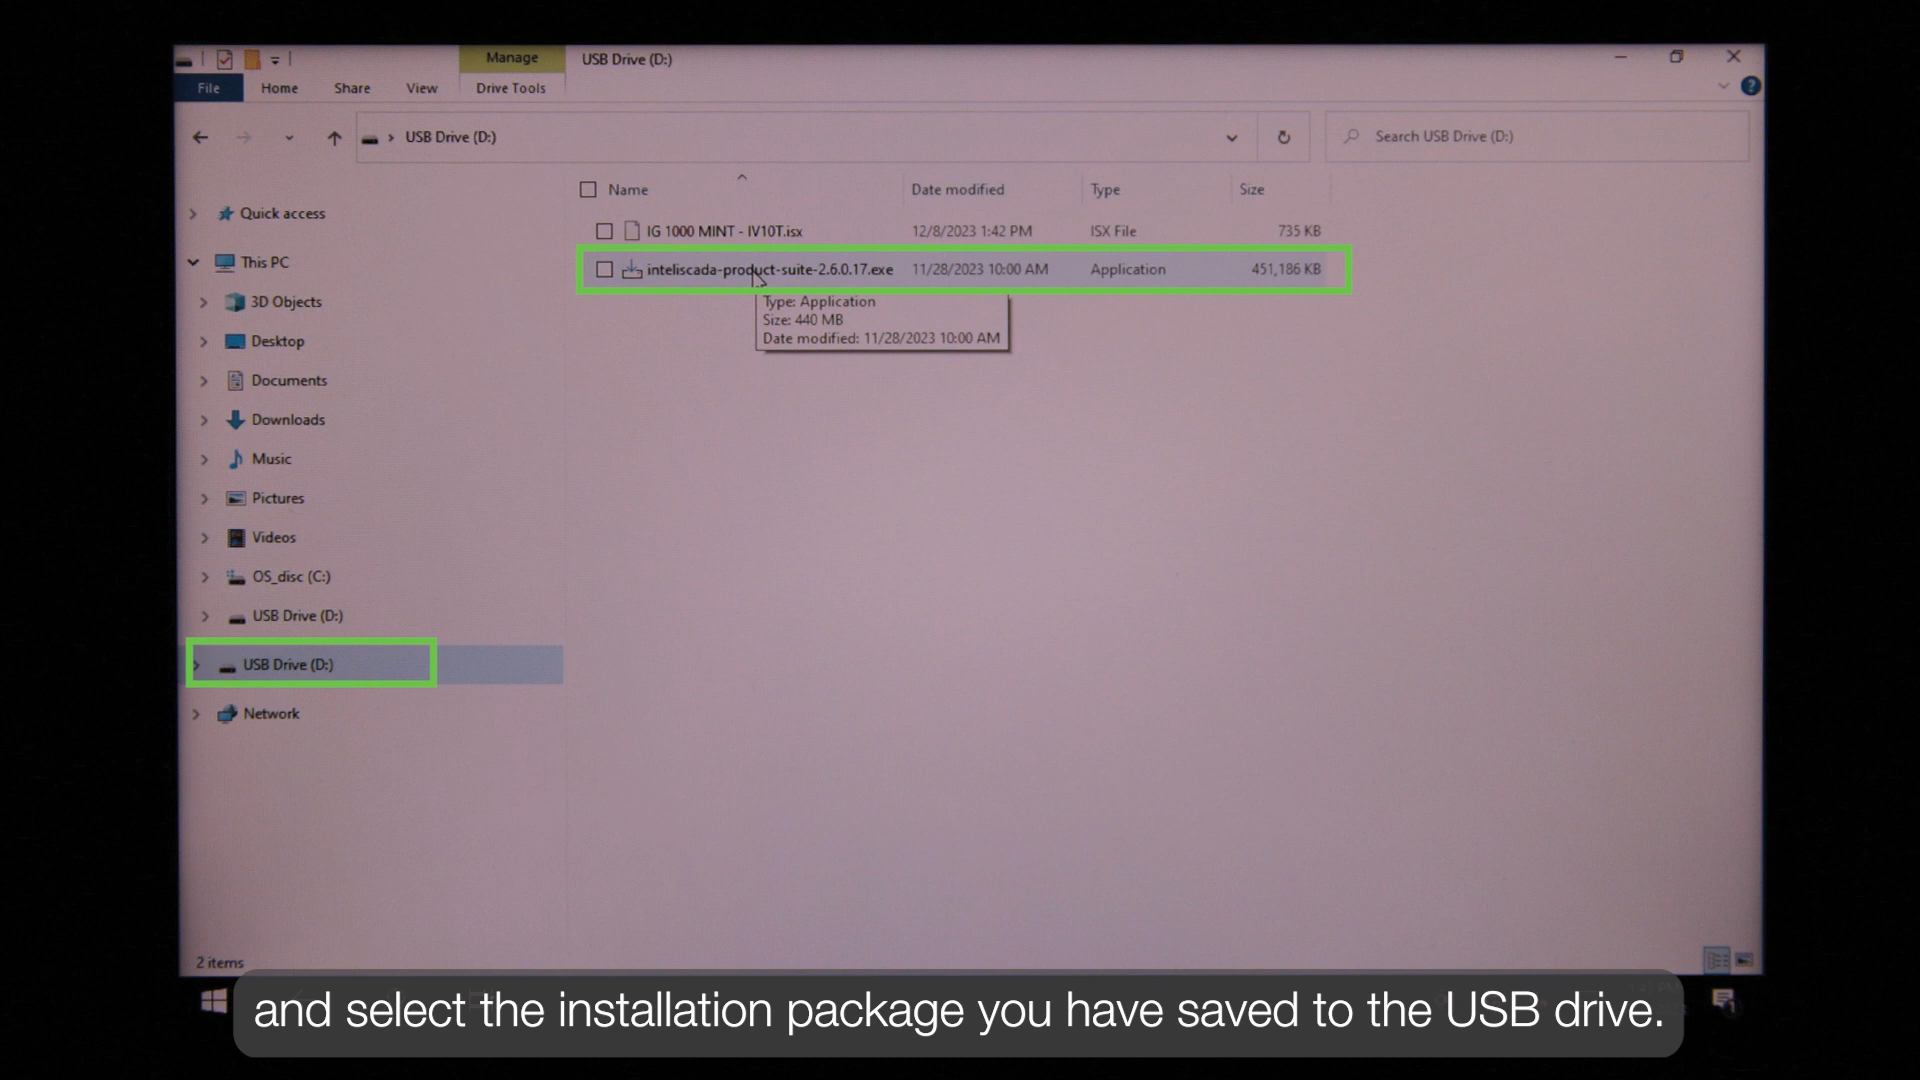 Manage
USB Drive (D:)
File
Home
Share
View
Drive Tools
USB Drive (D:)
Search USB Drive (D:)
Name
Date modified
Type
Size
Quick access
IG 1000 MINT - IV10T.isx
12/8/2023 1:42 PM
ISX File
735 KB
This PC
inteliscada-product-suite-2.6.0.17.exe
11/28/2023 10:00 AM
Application
451,186 KB
Type: Application
Size: 440 MB
Date modified: 11/28/2023 10:00 AM
3D Objects
Desktop
Documents
Downloads
Music
Pictures
Videos
OS_disc (C:)
USB Drive (D:)
USB Drive (D:)
Network
2 items
and select the installation package you have saved to the USB drive.